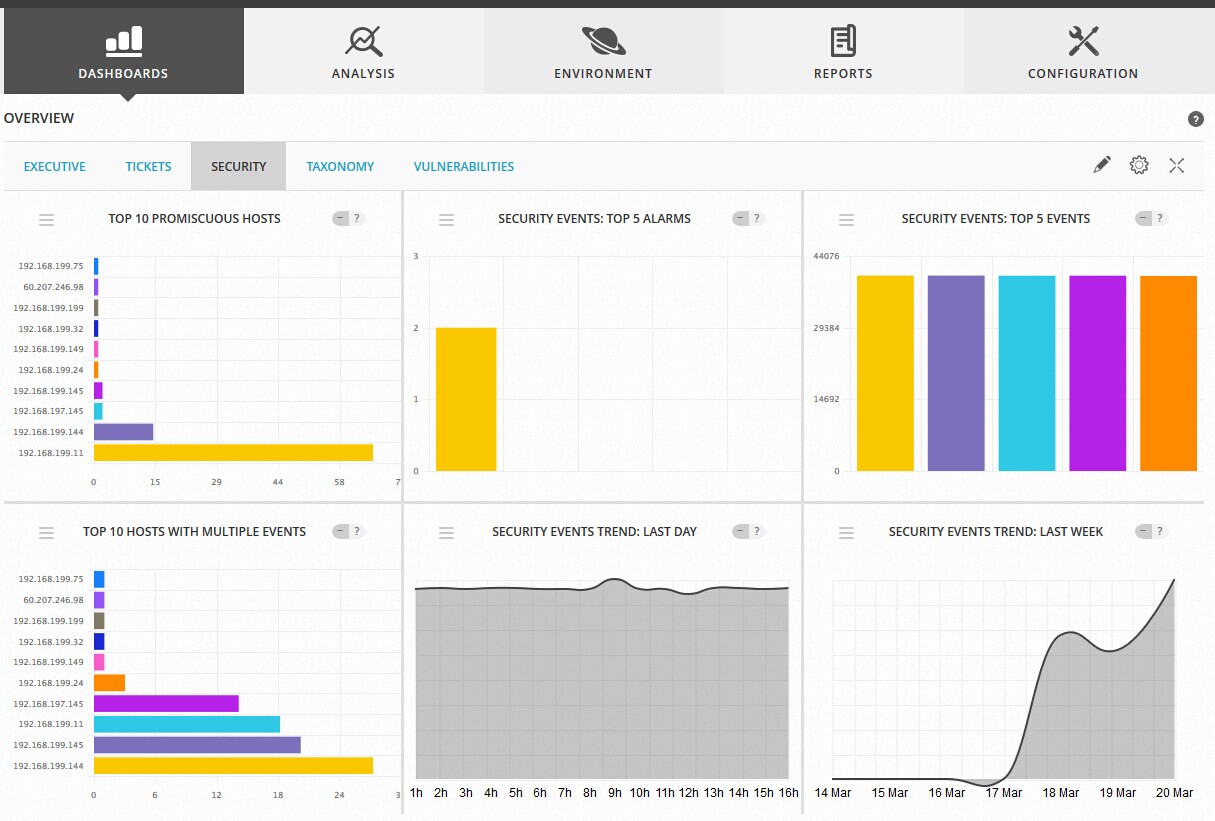 DASHBOARDS
ANALYSIS
ENVIRONMENT
REPORTS
CONFIGURATION
OVERVIEW
?
EXECUTIVE
TICKETS
SECURITY
TAXONOMY
VULNERABILITIES
TOP 10 PROMISCUOUS HOSTS
− ?
192.168.199.75
60.207.246.98
192.168.199.199
192.168.199.32
192.168.199.149
192.168.199.24
192.168.199.145
192.168.197.145
192.168.199.144
192.168.199.11
0 15 29 44 58 7
SECURITY EVENTS: TOP 5 ALARMS
− ?
3
2
1
0
SECURITY EVENTS: TOP 5 EVENTS
− ?
44076
29384
14692
0
TOP 10 HOSTS WITH MULTIPLE EVENTS
− ?
192.168.199.75
60.207.246.98
192.168.199.199
192.168.199.32
192.168.199.149
192.168.199.24
192.168.197.145
192.168.199.11
192.168.199.145
192.168.199.144
0 6 12 18 24 3
SECURITY EVENTS TREND: LAST DAY
− ?
1h 2h 3h 4h 5h 6h 7h 8h 9h 10h 11h 12h 13h 14h 15h 16h
SECURITY EVENTS TREND: LAST WEEK
− ?
14 Mar 15 Mar 16 Mar 17 Mar 18 Mar 19 Mar 20 Mar